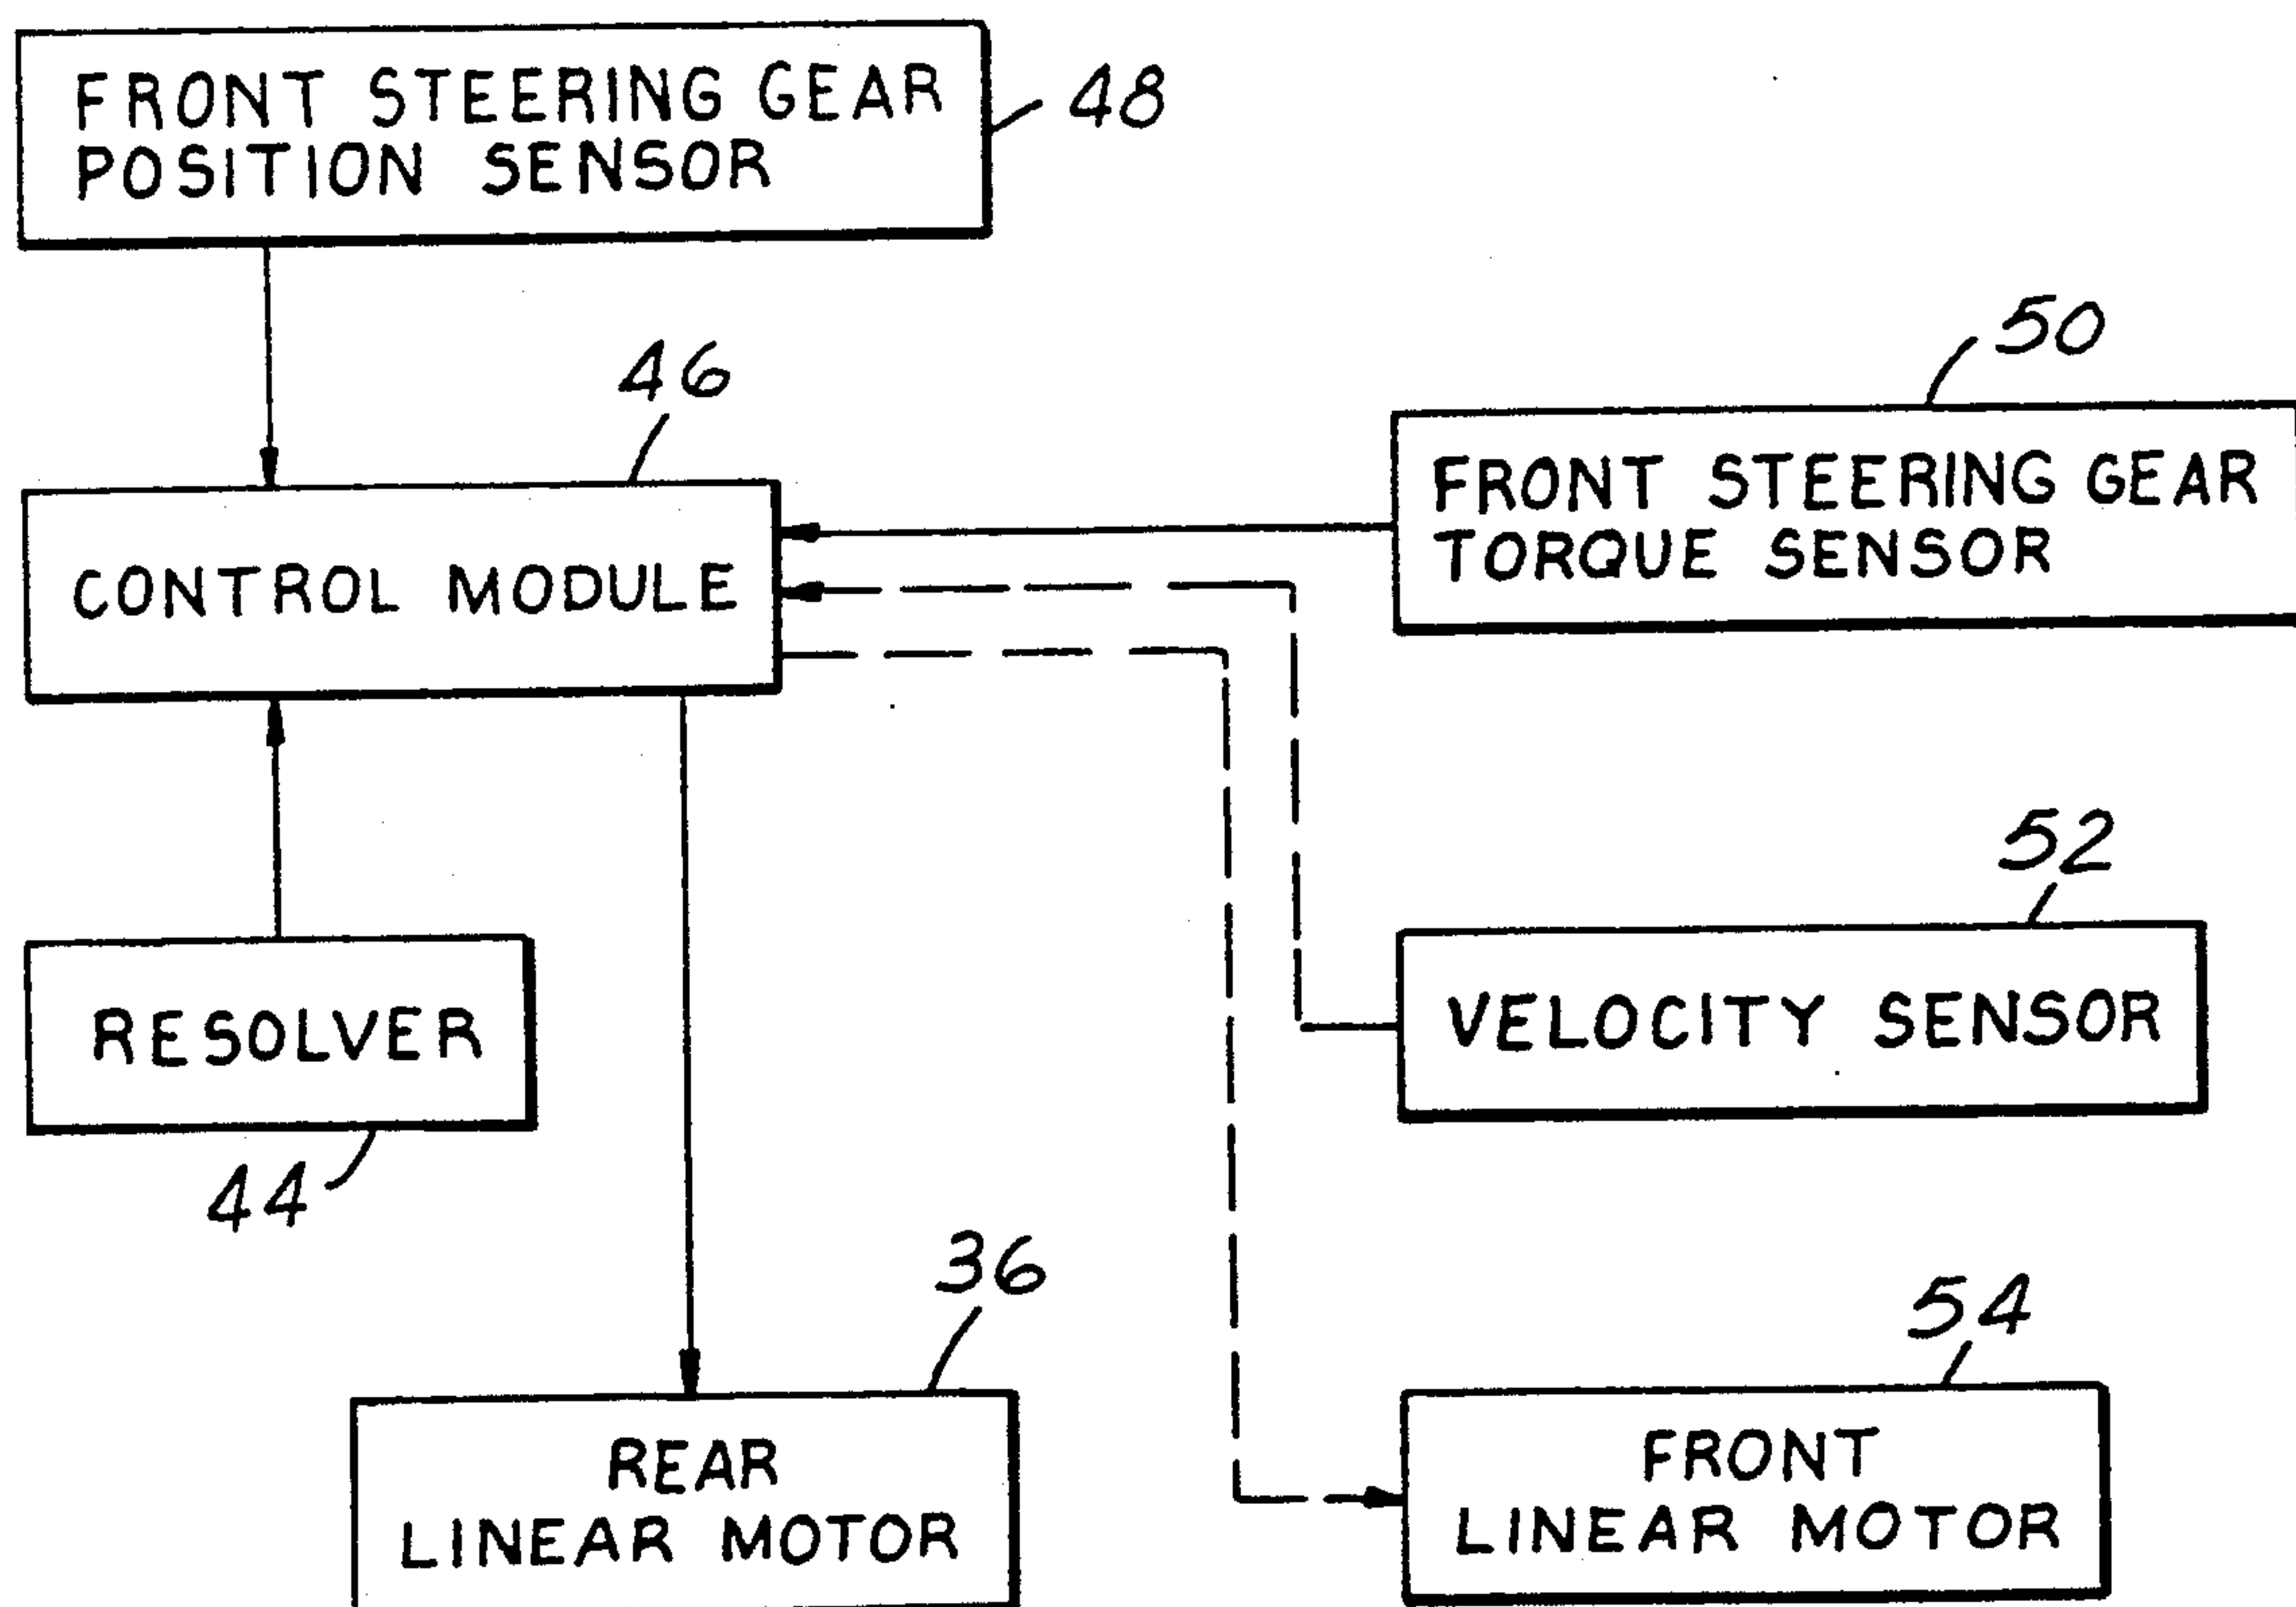 FRONT STEERING GEAR
POSITION SENSOR
48
46
50
CONTROL MODULE
FRONT STEERING GEAR
TORQUE SENSOR
52
RESOLVER
44
VELOCITY SENSOR
36
54
REAR
LINEAR MOTOR
FRONT
LINEAR MOTOR